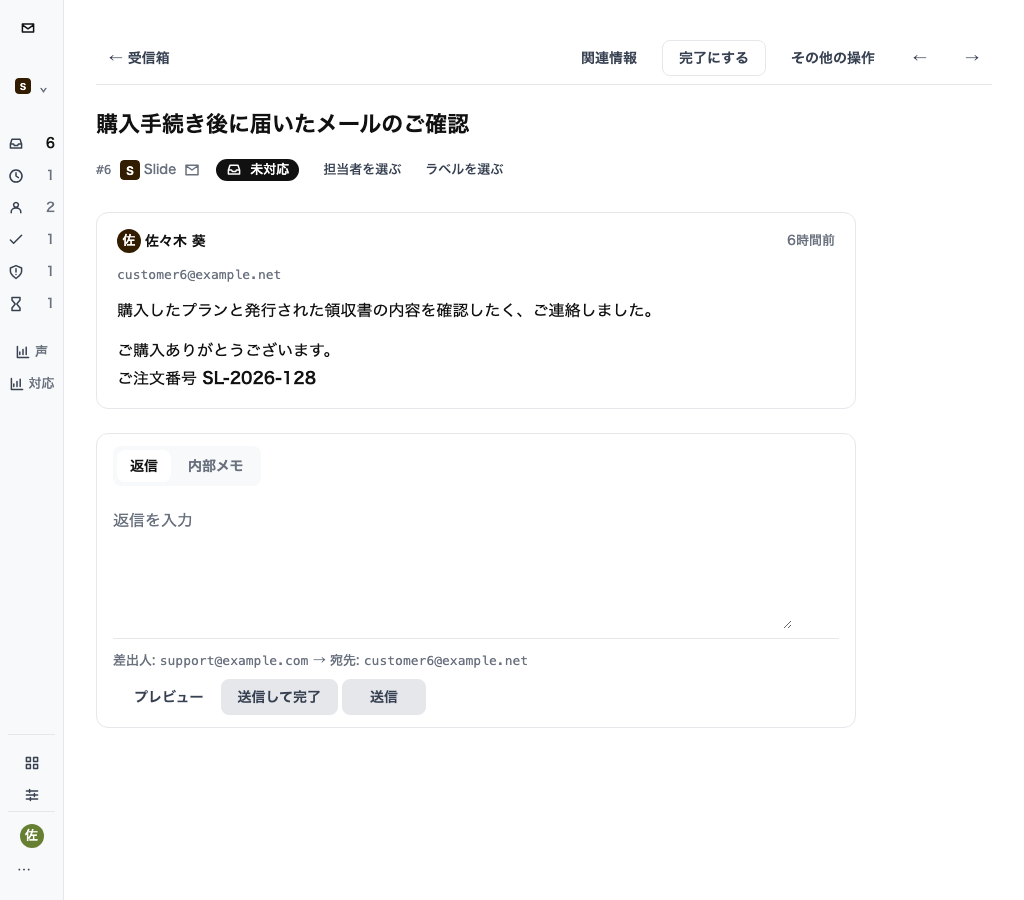 S
6
1
2
1
1
1
声
対応
佐
…
← 受信箱
関連情報
完了にする
その他の操作
←
→
購入手続き後に届いたメールのご確認
#6 S Slide 未対応 担当者を選ぶ ラベルを選ぶ
佐 佐々木 葵
6時間前
customer6@example.net
購入したプランと発行された領収書の内容を確認したく、ご連絡しました。
ご購入ありがとうございます。
ご注文番号 SL-2026-128
返信
内部メモ
返信を入力
差出人: support@example.com → 宛先: customer6@example.net
プレビュー
送信して完了
送信